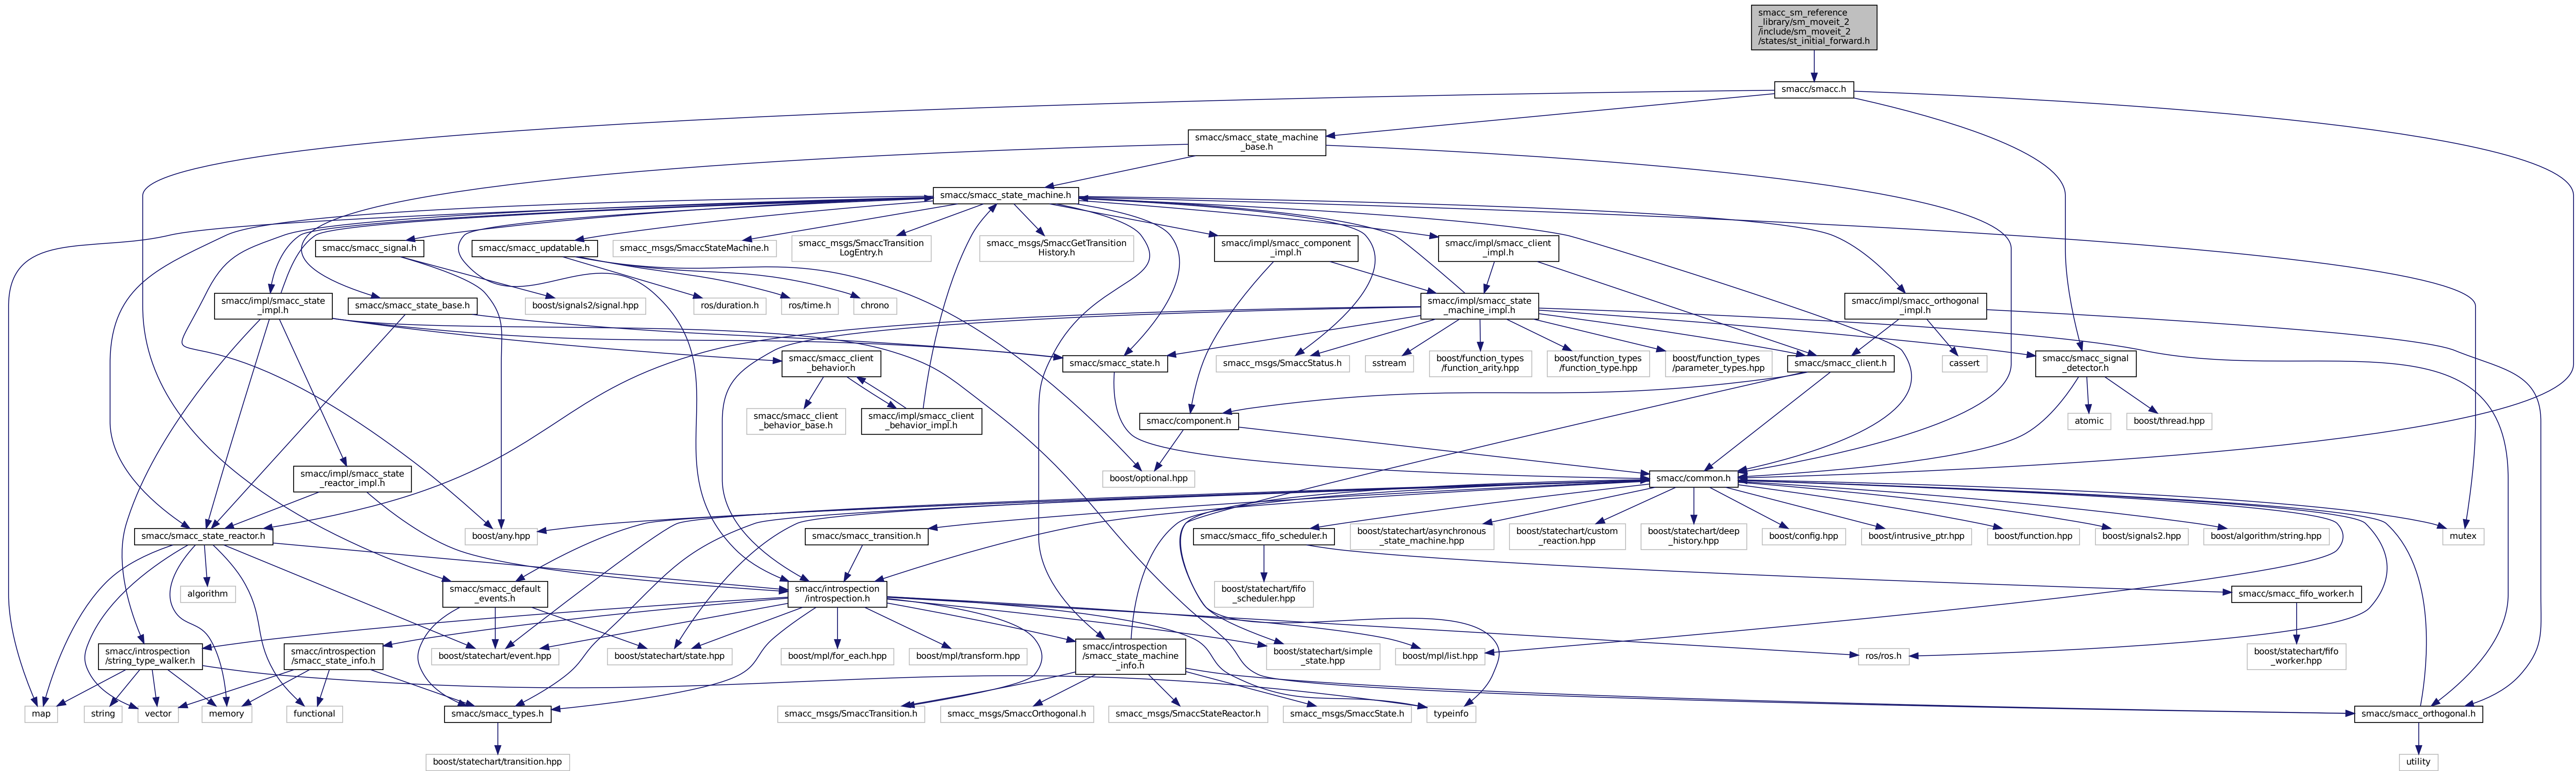 smacc_sm_reference
_library/sm_moveit_2
/include/sm_moveit_2
/states/st_initial_forward.h
smacc/smacc.h
smacc/smacc_state_machine
_base.h
smacc/smacc_state_machine.h
smacc/smacc_signal.h
smacc/smacc_updatable.h
smacc_msgs/SmaccStateMachine.h
smacc_msgs/SmaccTransition
LogEntry.h
smacc_msgs/SmaccGetTransition
History.h
smacc/impl/smacc_component
_impl.h
smacc/impl/smacc_client
_impl.h
smacc/impl/smacc_state
_impl.h
smacc/smacc_state_base.h
boost/signals2/signal.hpp
ros/duration.h
ros/time.h
chrono
smacc/impl/smacc_state
_machine_impl.h
smacc/impl/smacc_orthogonal
_impl.h
smacc/smacc_client
_behavior.h
smacc/smacc_state.h
smacc_msgs/SmaccStatus.h
sstream
boost/function_types
/function_arity.hpp
boost/function_types
/function_type.hpp
boost/function_types
/parameter_types.hpp
smacc/smacc_client.h
cassert
smacc/smacc_signal
_detector.h
smacc/smacc_client
_behavior_base.h
smacc/impl/smacc_client
_behavior_impl.h
smacc/component.h
atomic
boost/thread.hpp
smacc/impl/smacc_state
_reactor_impl.h
boost/optional.hpp
smacc/common.h
smacc/smacc_state_reactor.h
boost/any.hpp
smacc/smacc_transition.h
smacc/smacc_fifo_scheduler.h
boost/statechart/asynchronous
_state_machine.hpp
boost/statechart/custom
_reaction.hpp
boost/statechart/deep
_history.hpp
boost/config.hpp
boost/intrusive_ptr.hpp
boost/function.hpp
boost/signals2.hpp
boost/algorithm/string.hpp
mutex
algorithm
smacc/smacc_default
_events.h
smacc/introspection
/introspection.h
boost/statechart/fifo
_scheduler.hpp
smacc/smacc_fifo_worker.h
smacc/introspection
/string_type_walker.h
smacc/introspection
/smacc_state_info.h
boost/statechart/event.hpp
boost/statechart/state.hpp
boost/mpl/for_each.hpp
boost/mpl/transform.hpp
smacc/introspection
/smacc_state_machine
_info.h
boost/statechart/simple
_state.hpp
boost/mpl/list.hpp
ros/ros.h
boost/statechart/fifo
_worker.hpp
map
string
vector
memory
functional
smacc/smacc_types.h
smacc_msgs/SmaccTransition.h
smacc_msgs/SmaccOrthogonal.h
smacc_msgs/SmaccStateReactor.h
smacc_msgs/SmaccState.h
typeinfo
smacc/smacc_orthogonal.h
boost/statechart/transition.hpp
utility